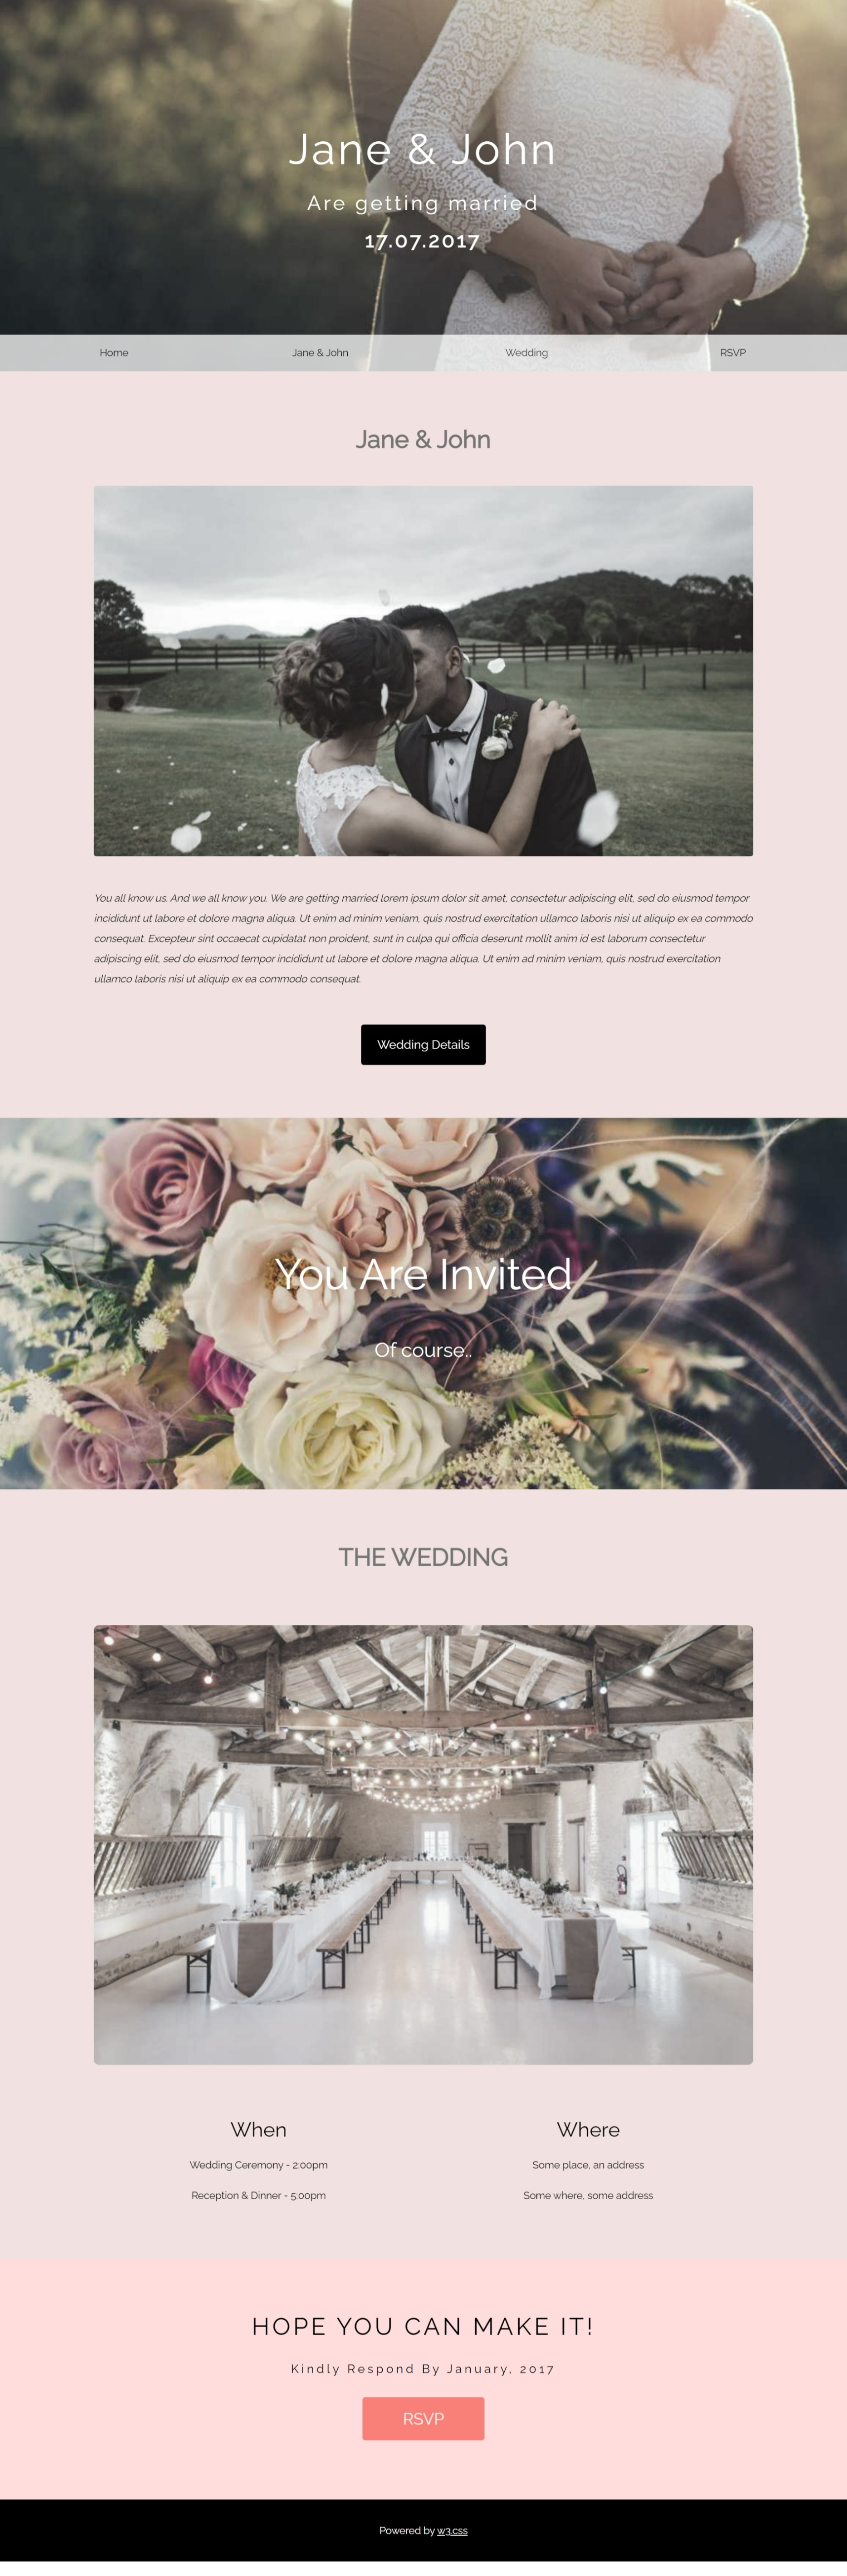 Jane & John
Are getting married
17.07.2017
Home
Jane & John
Wedding
RSVP
Jane & John
You all know us. And we all know you. We are getting married lorem ipsum dolor sit amet, consectetur adipiscing elit, sed do eiusmod tempor
incididunt ut labore et dolore magna aliqua. Ut enim ad minim veniam, quis nostrud exercitation ullamco laboris nisi ut aliquip ex ea commodo
consequat. Excepteur sint occaecat cupidatat non proident, sunt in culpa qui officia deserunt mollit anim id est laborum consectetur
adipiscing elit, sed do eiusmod tempor incididunt ut labore et dolore magna aliqua. Ut enim ad minim veniam, quis nostrud exercitation
ullamco laboris nisi ut aliquip ex ea commodo consequat.
Wedding Details
You Are Invited
Of course..
THE WEDDING
When
Wedding Ceremony - 2:00pm
Reception & Dinner - 5:00pm
Where
Some place, an address
Some where, some address
HOPE YOU CAN MAKE IT!
Kindly Respond By January, 2017
RSVP
Powered by w3.css